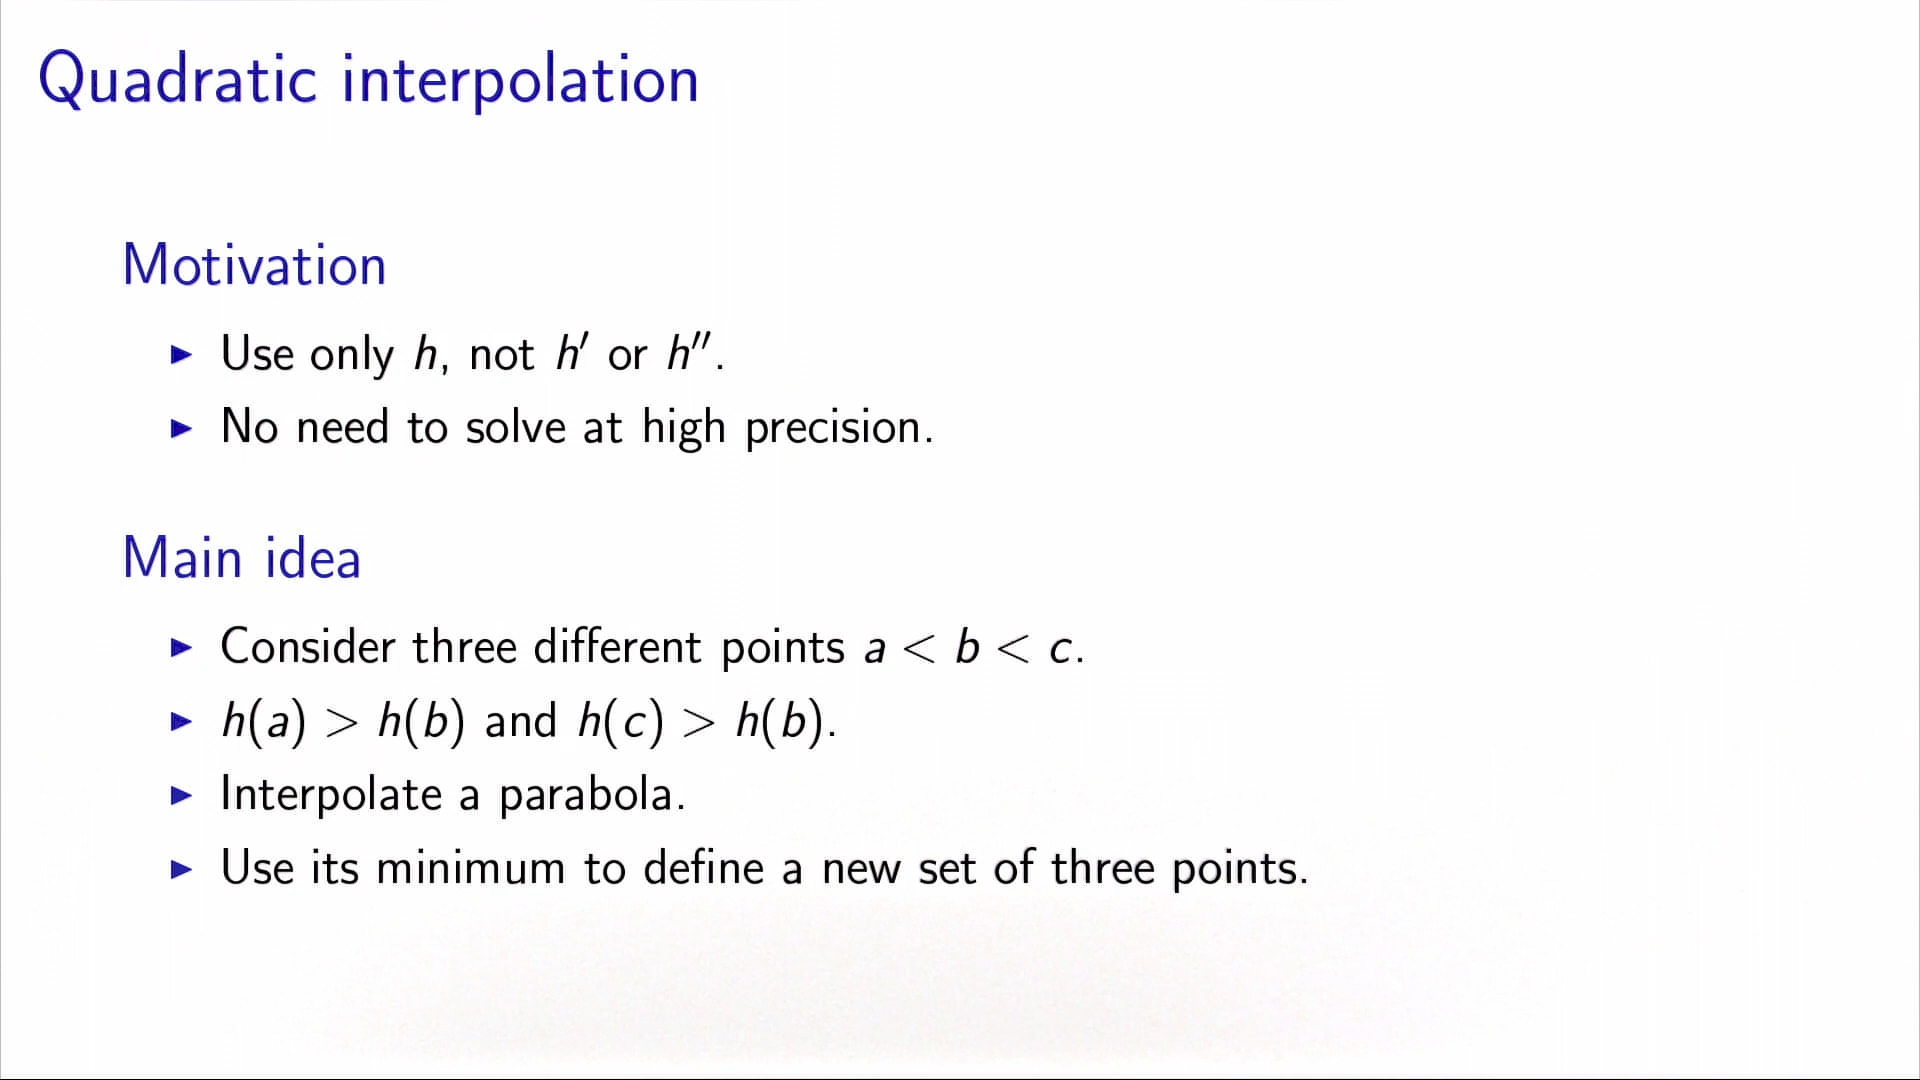 Quadratic interpolation
Motivation
▶ Use only h, not h′ or h″.
▶ No need to solve at high precision.
Main idea
▶ Consider three different points a < b < c.
▶ h(a) > h(b) and h(c) > h(b).
▶ Interpolate a parabola.
▶ Use its minimum to define a new set of three points.